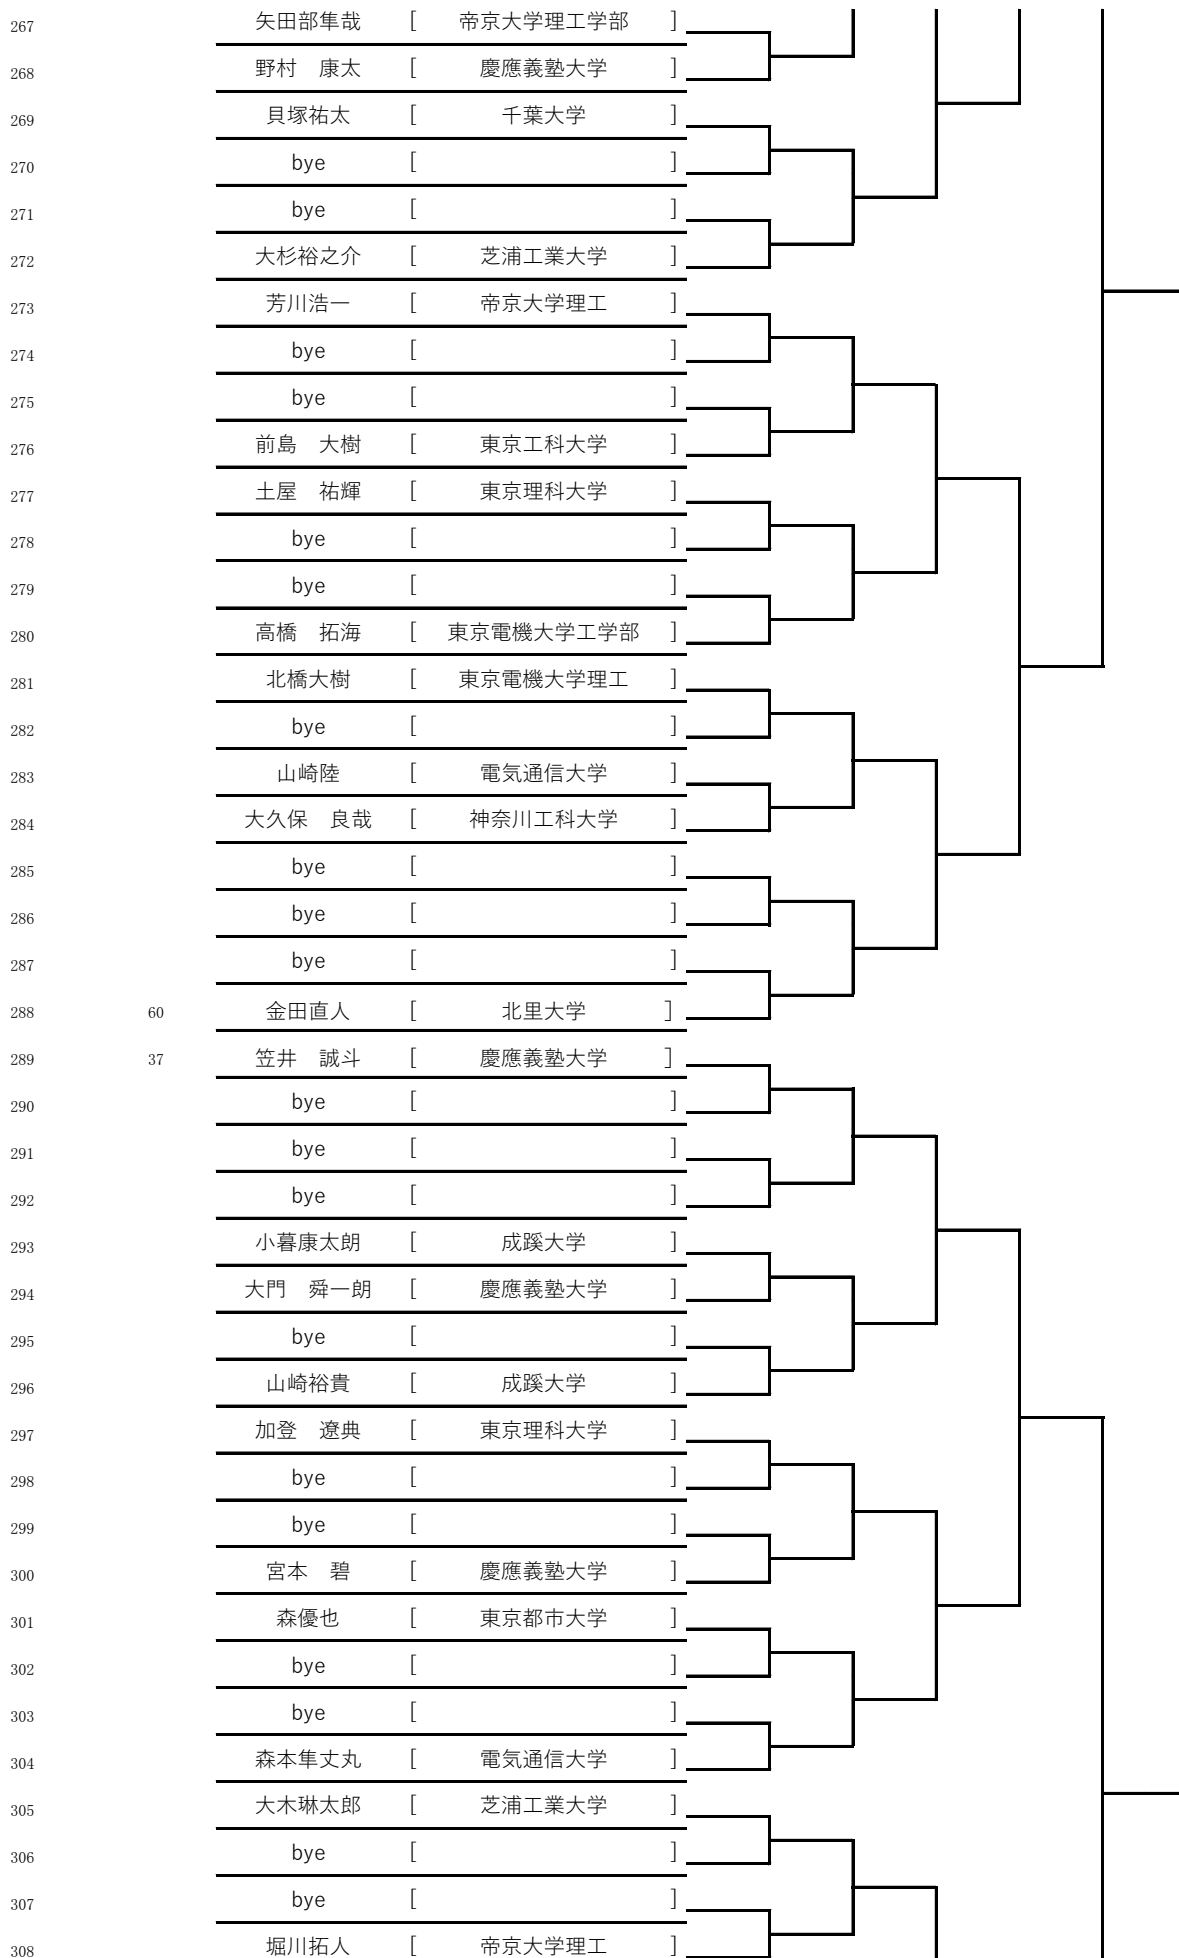 267 矢田部隼哉 [ 帝京大学理工学部 ]
268 野村　康太 [ 慶應義塾大学 ]
269 貝塚祐太 [ 千葉大学 ]
270 bye [ ]
271 bye [ ]
272 大杉裕之介 [ 芝浦工業大学 ]
273 芳川浩一 [ 帝京大学理工 ]
274 bye [ ]
275 bye [ ]
276 前島　大樹 [ 東京工科大学 ]
277 土屋　祐輝 [ 東京理科大学 ]
278 bye [ ]
279 bye [ ]
280 高橋　拓海 [ 東京電機大学工学部 ]
281 北橋大樹 [ 東京電機大学理工 ]
282 bye [ ]
283 山崎陸 [ 電気通信大学 ]
284 大久保　良哉 [ 神奈川工科大学 ]
285 bye [ ]
286 bye [ ]
287 bye [ ]
288 60 金田直人 [ 北里大学 ]
289 37 笠井　誠斗 [ 慶應義塾大学 ]
290 bye [ ]
291 bye [ ]
292 bye [ ]
293 小暮康太朗 [ 成蹊大学 ]
294 大門　舜一朗 [ 慶應義塾大学 ]
295 bye [ ]
296 山崎裕貴 [ 成蹊大学 ]
297 加登　遼典 [ 東京理科大学 ]
298 bye [ ]
299 bye [ ]
300 宮本　碧 [ 慶應義塾大学 ]
301 森優也 [ 東京都市大学 ]
302 bye [ ]
303 bye [ ]
304 森本隼丈丸 [ 電気通信大学 ]
305 大木琳太郎 [ 芝浦工業大学 ]
306 bye [ ]
307 bye [ ]
308 堀川拓人 [ 帝京大学理工 ]